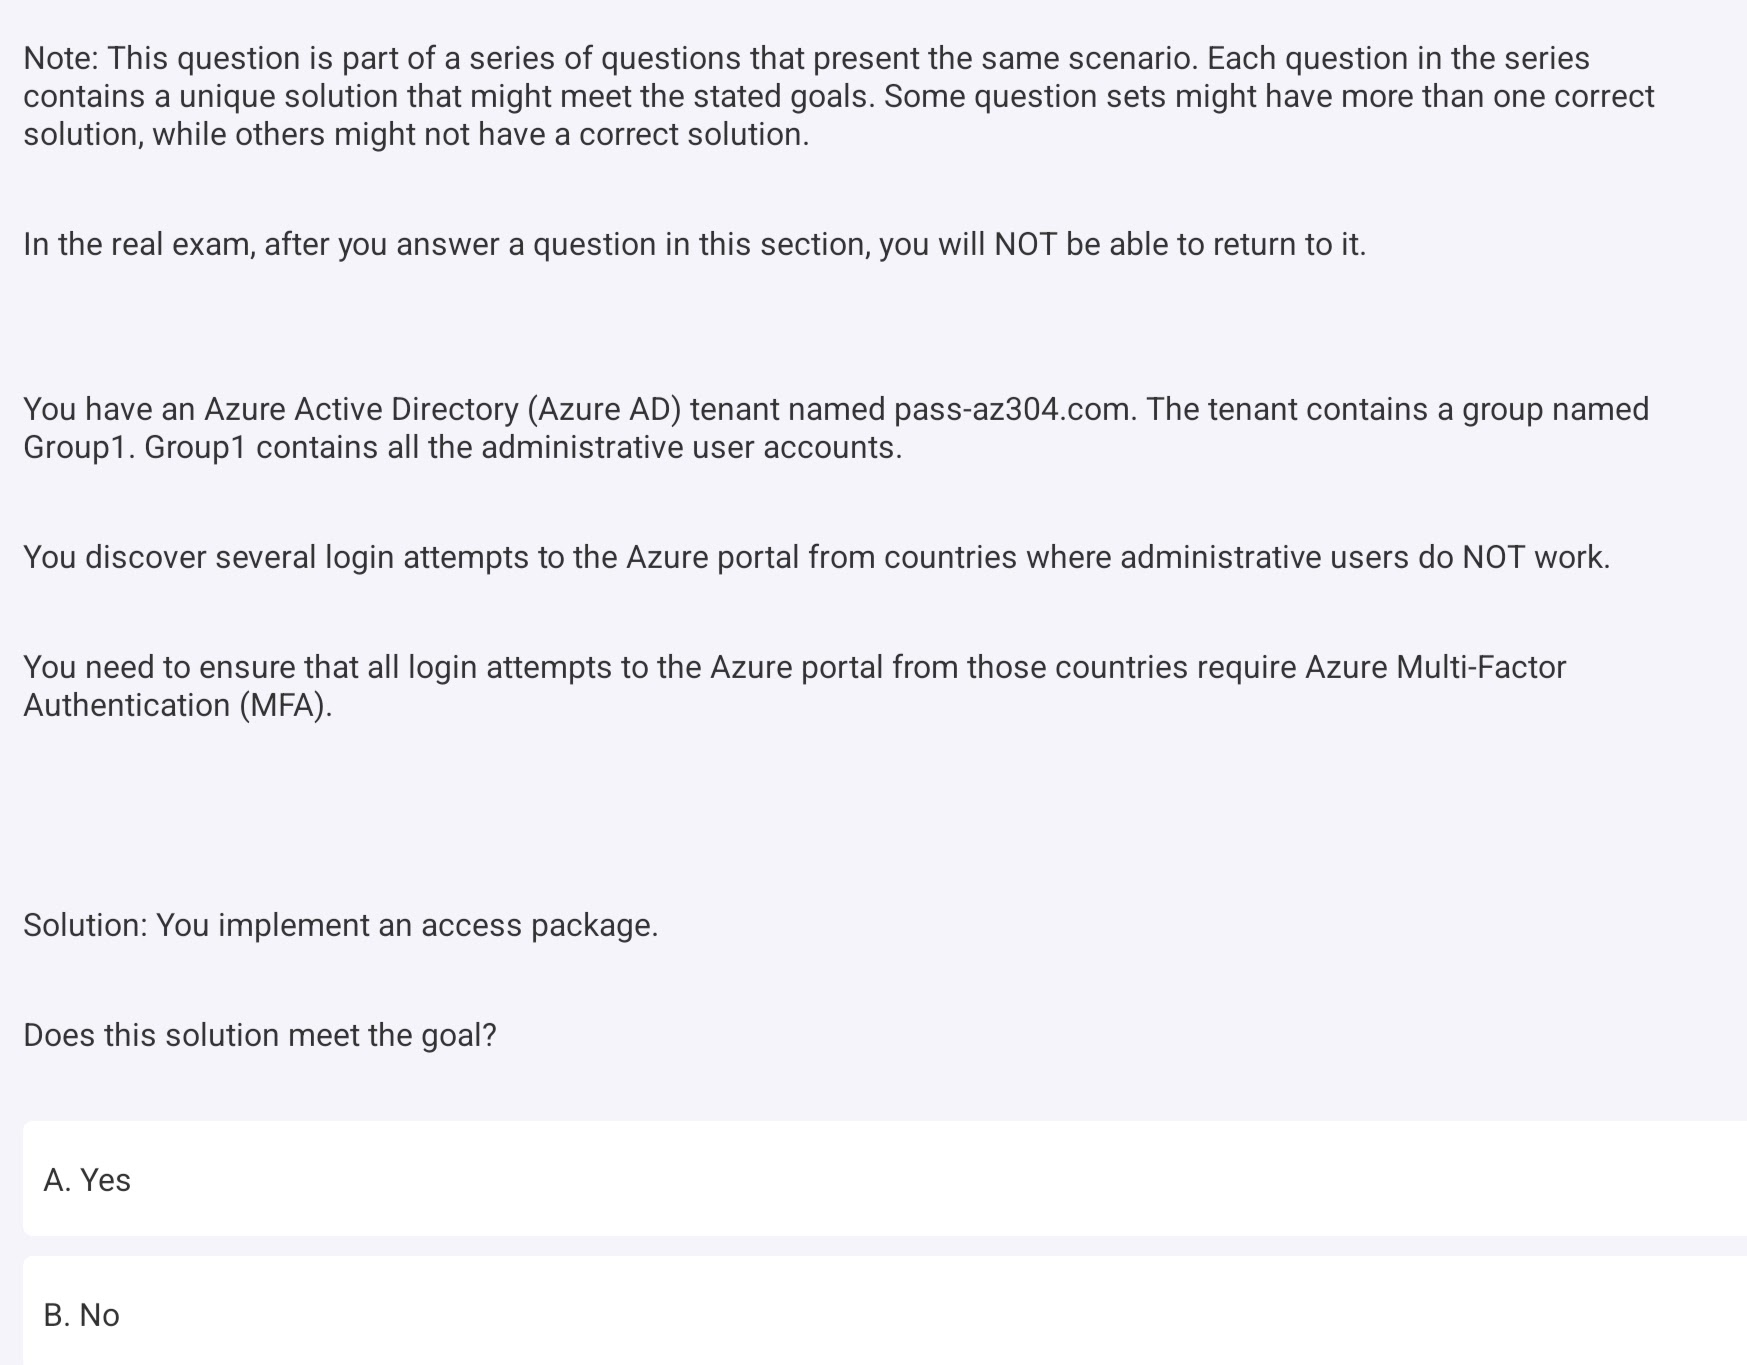 Note: This question is part of a series of questions that present the same scenario. Each question in the series
contains a unique solution that might meet the stated goals. Some question sets might have more than one correct
solution, while others might not have a correct solution.
In the real exam, after you answer a question in this section, you will NOT be able to return to it.
You have an Azure Active Directory (Azure AD) tenant named pass-az304.com. The tenant contains a group named
Group1. Group1 contains all the administrative user accounts.
You discover several login attempts to the Azure portal from countries where administrative users do NOT work.
You need to ensure that all login attempts to the Azure portal from those countries require Azure Multi-Factor
Authentication (MFA).
Solution: You implement an access package.
Does this solution meet the goal?
A. Yes
B. No